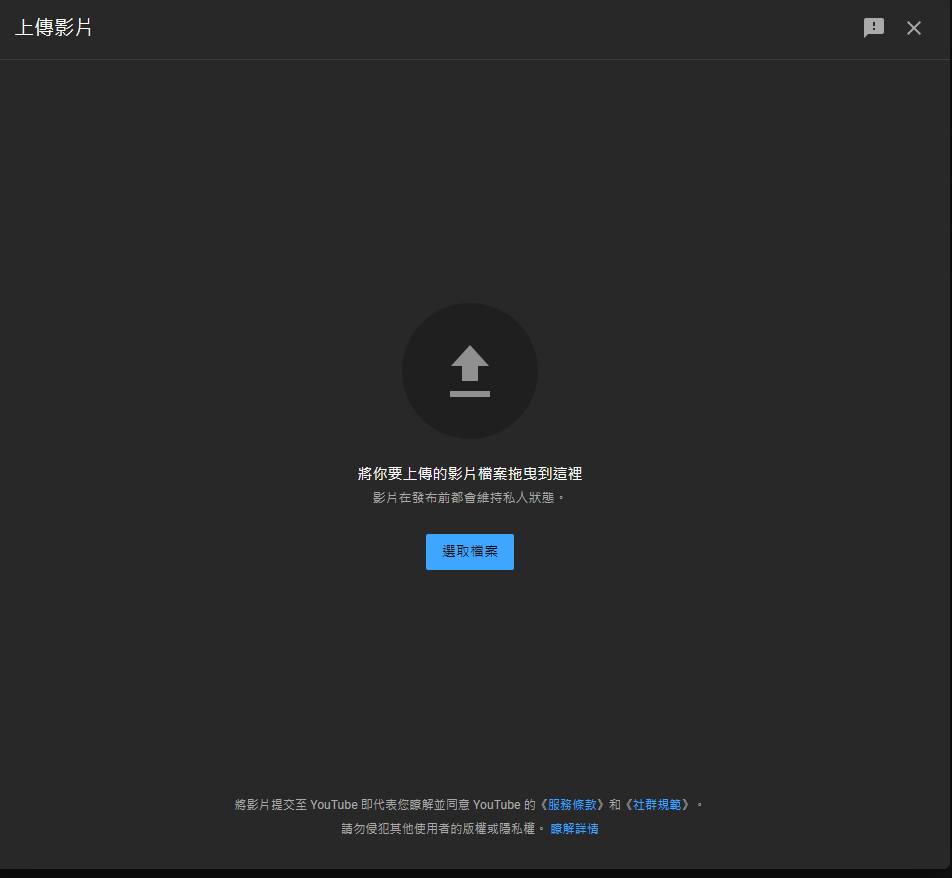 上傳影片
將你要上傳的影片檔案拖曳到這裡
影片在發布前都會維持私人狀態。
選取檔案
將影片提交至 YouTube 即代表您瞭解並同意 YouTube 的《服務條款》和《社群規範》。
請勿侵犯其他使用者的版權或隱私權。瞭解詳情